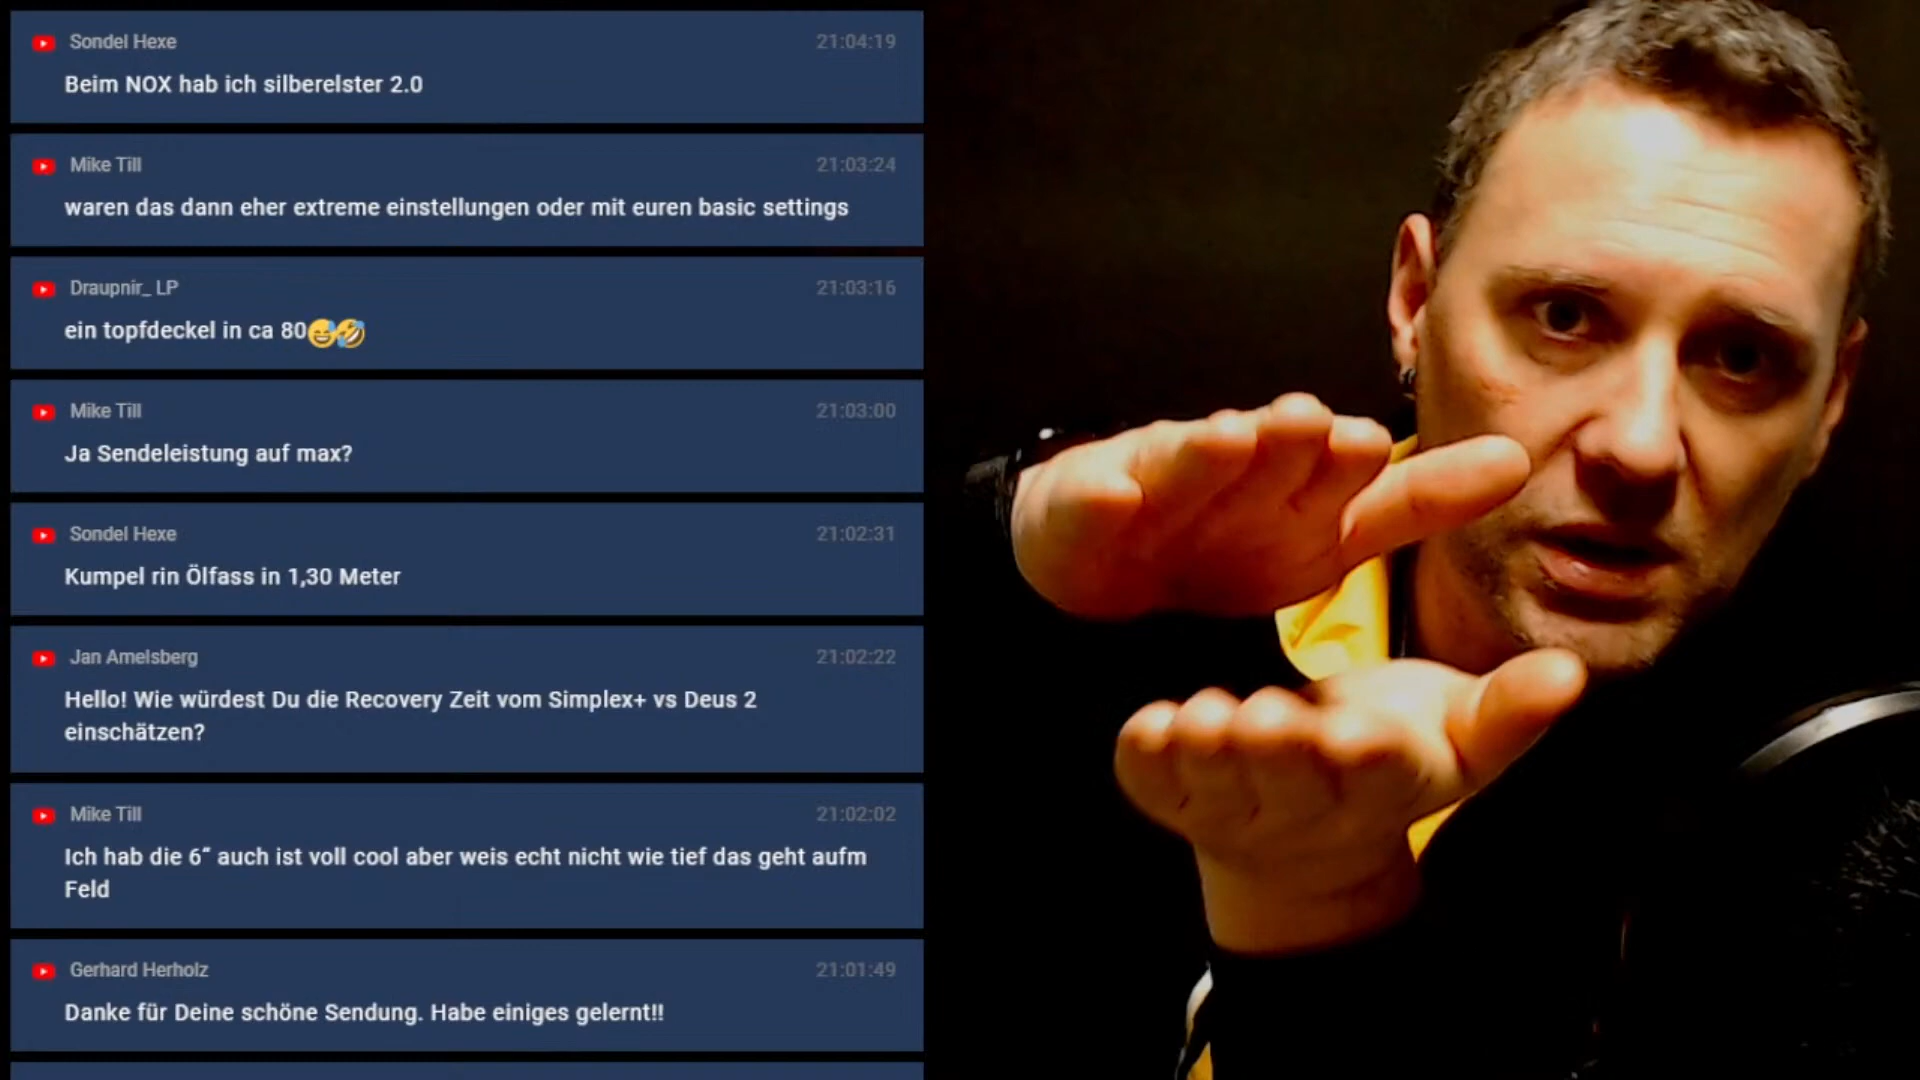 Sondel Hexe 21:04:19
Beim NOX hab ich silberelster 2.0
Mike Till 21:03:24
waren das dann eher extreme einstellungen oder mit euren basic settings
Draupnir_ LP 21:03:16
ein topfdeckel in ca 80😅🤣
Mike Till 21:03:00
Ja Sendeleistung auf max?
Sondel Hexe 21:02:31
Kumpel rin Ölfass in 1,30 Meter
Jan Amelsberg 21:02:22
Hello! Wie würdest Du die Recovery Zeit vom Simplex+ vs Deus 2
einschätzen?
Mike Till 21:02:02
Ich hab die 6“ auch ist voll cool aber weis echt nicht wie tief das geht aufm
Feld
Gerhard Herholz 21:01:49
Danke für Deine schöne Sendung. Habe einiges gelernt!!